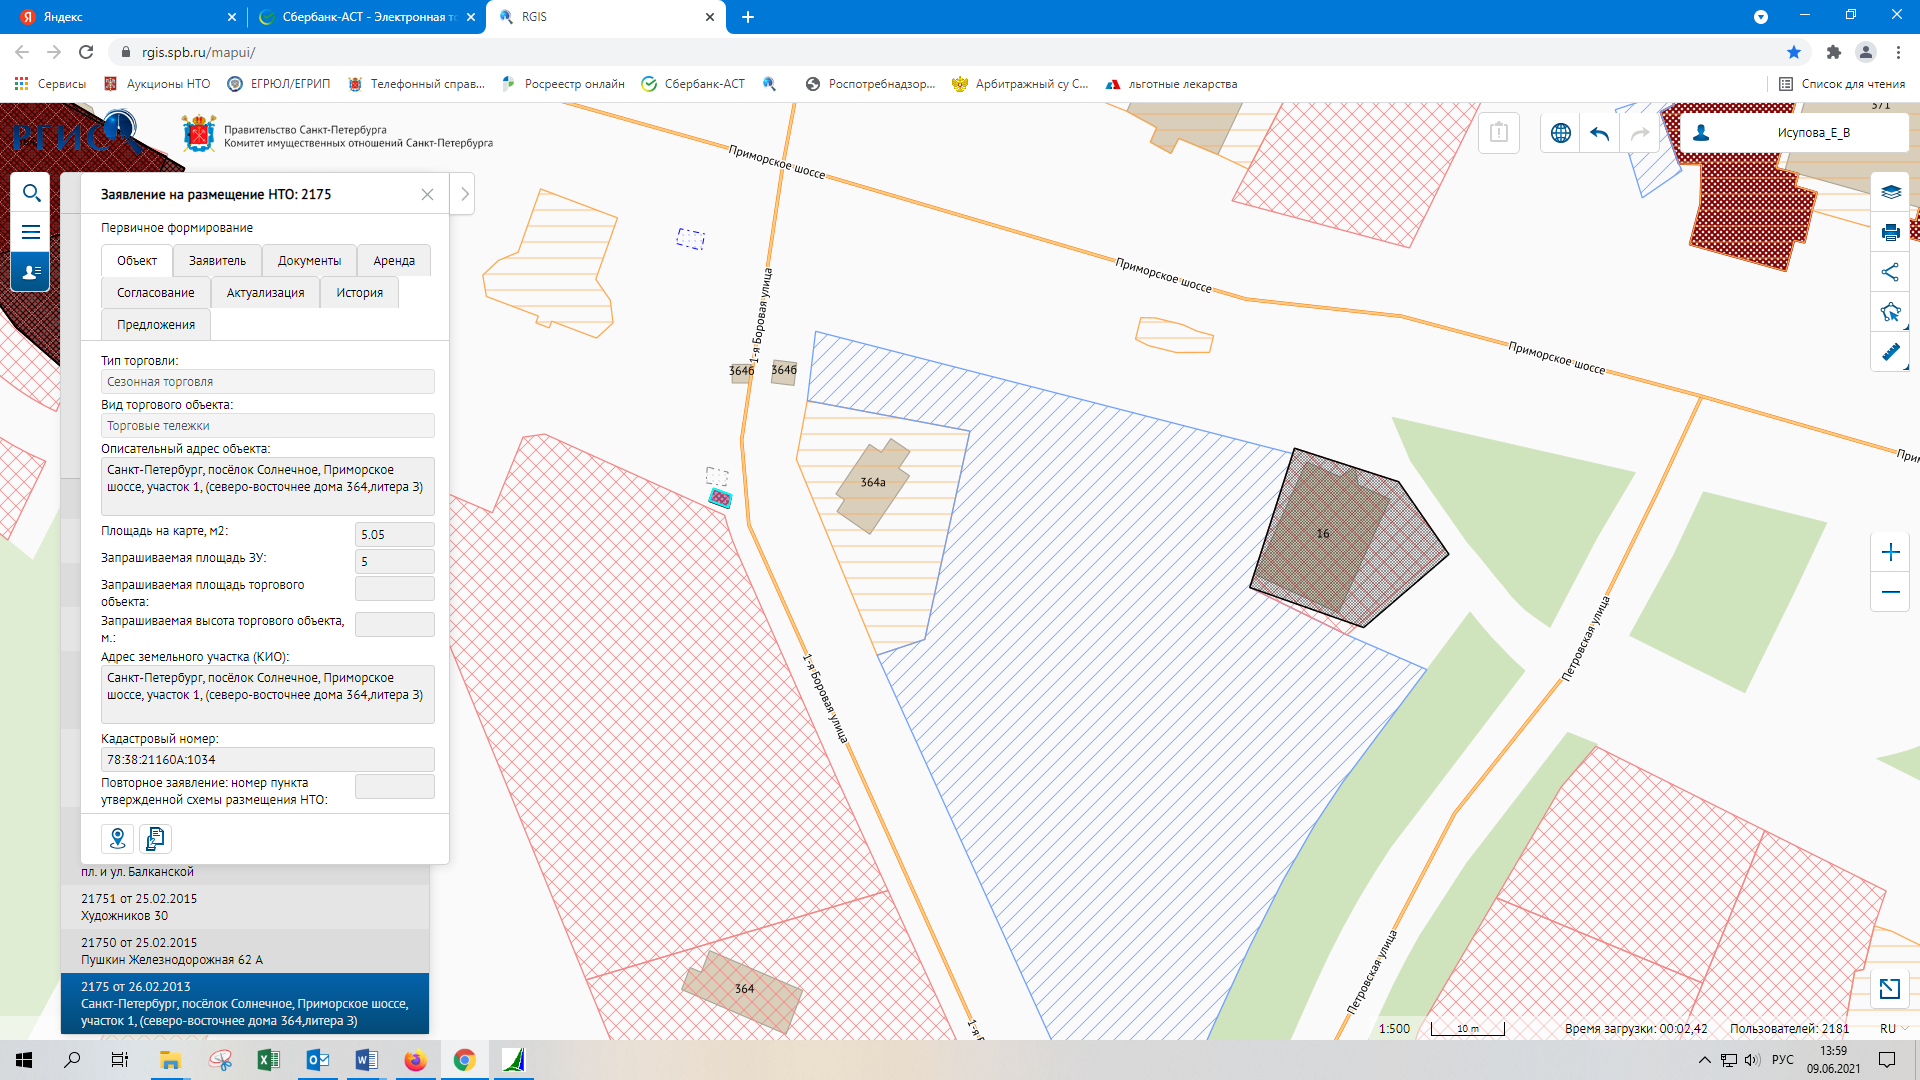 Яндекс
Сбербанк-АСТ - Электронная то
RGIS
rgis.spb.ru/mapui/
Сервисы
Аукционы НТО
ЕГРЮЛ/ЕГРИП
Телефонный справ...
Росреестр онлайн
Сбербанк-АСТ
Роспотребнадзор...
Арбитражный су С...
льготные лекарства
Список для чтения
РГИС
Правительство Санкт-Петербурга
Комитет имущественных отношений Санкт-Петербурга
Исупова_Е_В
371
Заявление на размещение НТО: 2175
Первичное формирование
Объект
Заявитель
Документы
Аренда
Согласование
Актуализация
История
Предложения
Тип торговли:
Сезонная торговля
Вид торгового объекта:
Торговые тележки
Описательный адрес объекта:
Санкт-Петербург, посёлок Солнечное, Приморское
шоссе, участок 1, (северо-восточнее дома 364,литера З)
Площадь на карте, м2:
5.05
Запрашиваемая площадь ЗУ:
5
Запрашиваемая площадь торгового
объекта:
Запрашиваемая высота торгового объекта,
м.:
Адрес земельного участка (КИО):
Санкт-Петербург, посёлок Солнечное, Приморское
шоссе, участок 1, (северо-восточнее дома 364,литера З)
Кадастровый номер:
78:38:21160А:1034
Повторное заявление: номер пункта
утвержденной схемы размещения НТО:
пл. и ул. Балканской
21751 от 25.02.2015
Художников 30
21750 от 25.02.2015
Пушкин Железнодорожная 62 А
2175 от 26.02.2013
Санкт-Петербург, посёлок Солнечное, Приморское шоссе,
участок 1, (северо-восточнее дома 364,литера З)
Приморское шоссе
Приморское шоссе
Приморское шоссе
Прим
1-я Боровая улица
364б
364б
364а
16
1-я Боровая улица
Петровская улица
Петровская улица
364
1-я Б
1:500
10 m
Время загрузки: 00:02,42
Пользователей: 2181
RU
РУС
13:59
09.06.2021